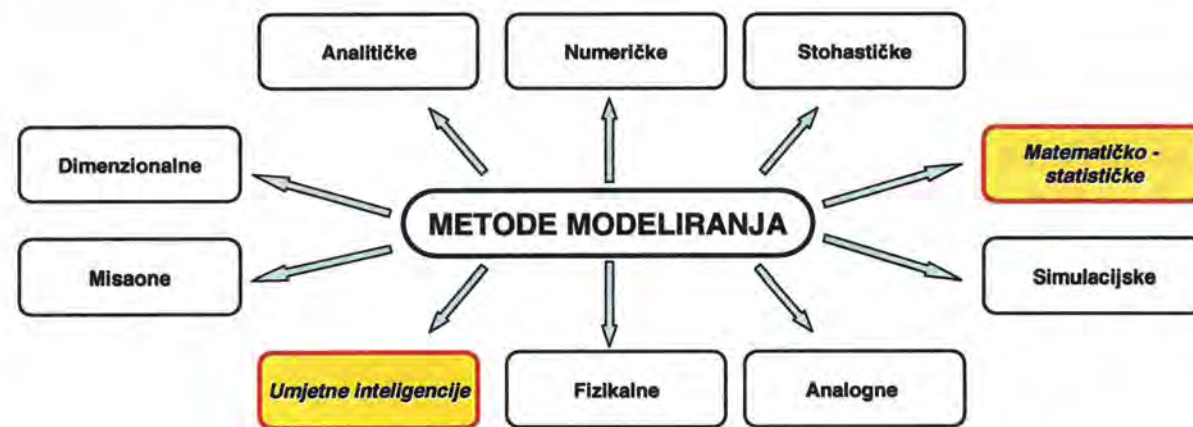 Analitičke
Numeričke
Stohastičke
Dimenzionalne
Matematičko -
statističke
METODE MODELIRANJA
Misaone
Simulacijske
Umjetne inteligencije
Fizikalne
Analogne